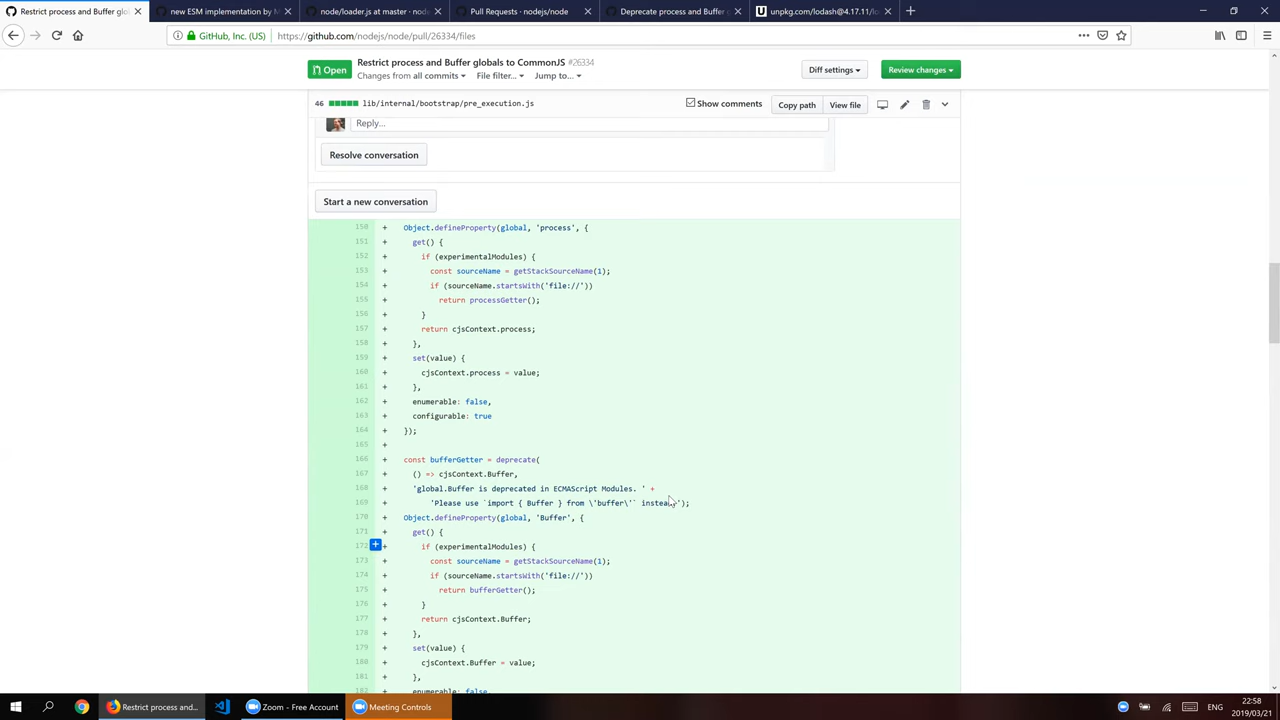 Restrict process and Buffer glo
new ESM implementation by M
node/loader.js at master · node
Pull Requests · nodejs/node
Deprecate process and Buffer g
unpkg.com/lodash@4.17.11/lo
GitHub, Inc. (US)
https://github.com/nodejs/node/pull/26334/files
Open
Restrict process and Buffer globals to CommonJS #26334
Changes from all commits
File filter...
Jump to...
Diff settings
Review changes
46
lib/internal/bootstrap/pre_execution.js
Show comments
Copy path
View file
Reply...
Resolve conversation
Start a new conversation
150 + Object.defineProperty(global, 'process', {
151 + get() {
152 + if (experimentalModules) {
153 + const sourceName = getStackSourceName(1);
154 + if (sourceName.startsWith('file://'))
155 + return processGetter();
156 + }
157 + return cjsContext.process;
158 + },
159 + set(value) {
160 + cjsContext.process = value;
161 + },
162 + enumerable: false,
163 + configurable: true
164 + });
165 +
166 + const bufferGetter = deprecate(
167 + () => cjsContext.Buffer,
168 + 'global.Buffer is deprecated in ECMAScript Modules. ' +
169 + 'Please use `import { Buffer } from \'buffer\'` instead.');
170 + Object.defineProperty(global, 'Buffer', {
171 + get() {
172 + if (experimentalModules) {
173 + const sourceName = getStackSourceName(1);
174 + if (sourceName.startsWith('file://'))
175 + return bufferGetter();
176 + }
177 + return cjsContext.Buffer;
178 + },
179 + set(value) {
180 + cjsContext.Buffer = value;
181 + },
182 + enumerable: false,
Restrict process and...
Zoom - Free Account
Meeting Controls
ENG
22:58
2019/03/21